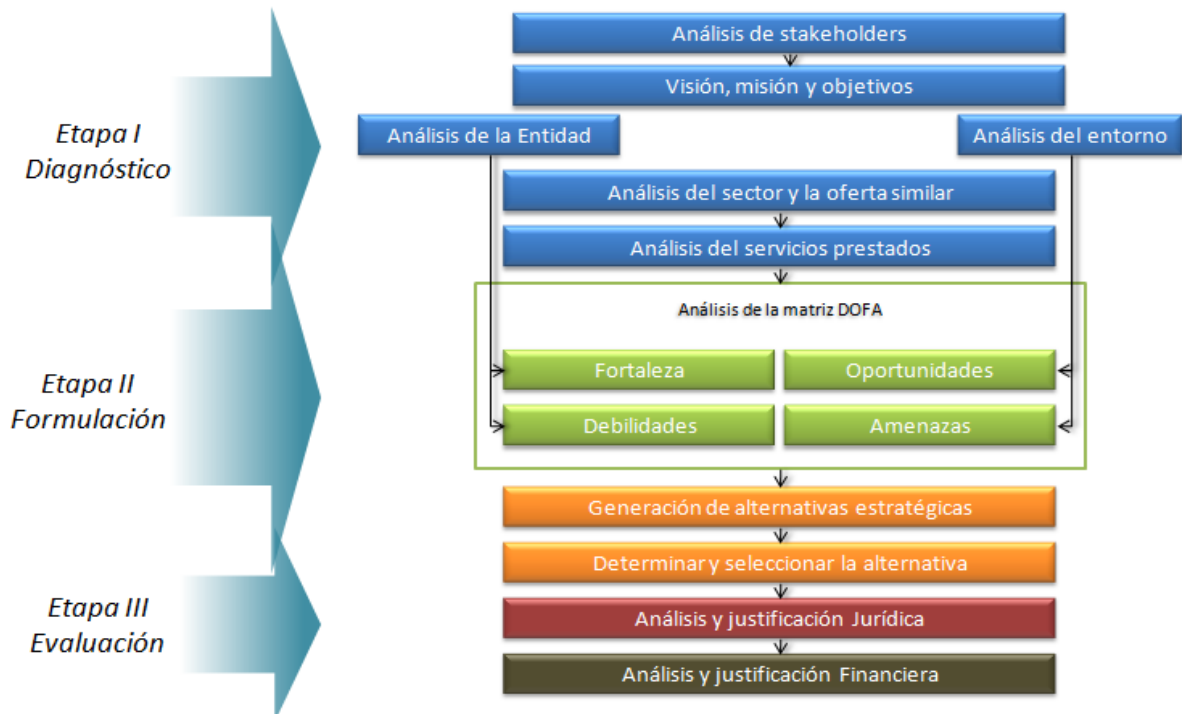 Análisis de stakeholders
Visión, misión y objetivos
Etapa I
Diagnóstico
Análisis de la Entidad
Análisis del entorno
Análisis del sector y la oferta similar
Análisis del servicios prestados
Análisis de la matriz DOFA
Etapa II
Formulación
Fortaleza
Oportunidades
Debilidades
Amenazas
Generación de alternativas estratégicas
Determinar y seleccionar la alternativa
Etapa III
Evaluación
Análisis y justificación Jurídica
Análisis y justificación Financiera